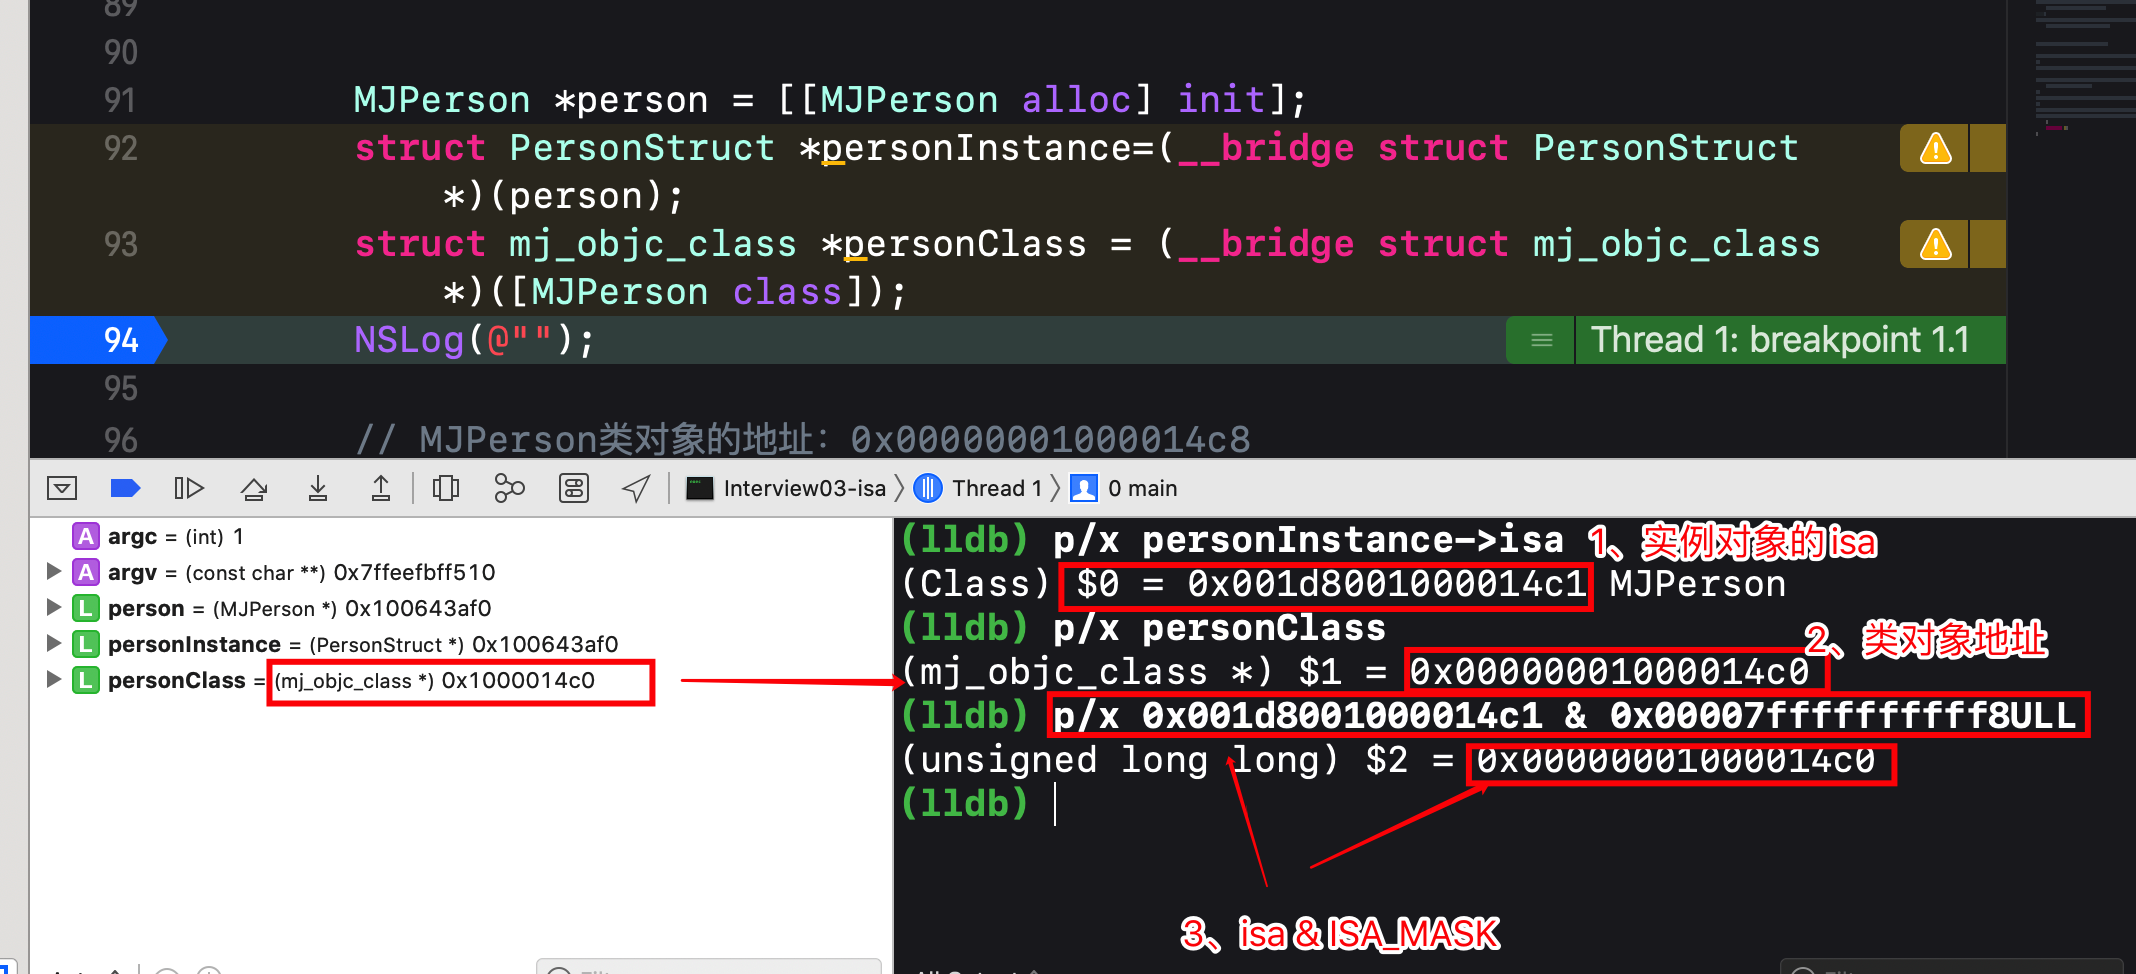 89
90
91 MJPerson *person = [[MJPerson alloc] init];
92 struct PersonStruct *personInstance=(__bridge struct PersonStruct
*)(person);
93 struct mj_objc_class *personClass = (__bridge struct mj_objc_class
*)([MJPerson class]);
94 NSLog(@""); Thread 1: breakpoint 1.1
95
96 // MJPerson类对象的地址：0x00000001000014c8
Interview03-isa Thread 1 0 main
A argc = (int) 1
A argv = (const char **) 0x7ffeefbff510
L person = (MJPerson *) 0x100643af0
L personInstance = (PersonStruct *) 0x100643af0
L personClass = (mj_objc_class *) 0x1000014c0
(lldb) p/x personInstance->isa 1、实例对象的isa
(Class) $0 = 0x001d8001000014c1 MJPerson
(lldb) p/x personClass
2、类对象地址
(mj_objc_class *) $1 = 0x00000001000014c0
(lldb) p/x 0x001d8001000014c1 & 0x00007ffffffffff8ULL
(unsigned long long) $2 = 0x00000001000014c0
(lldb)
3、isa & ISA_MASK